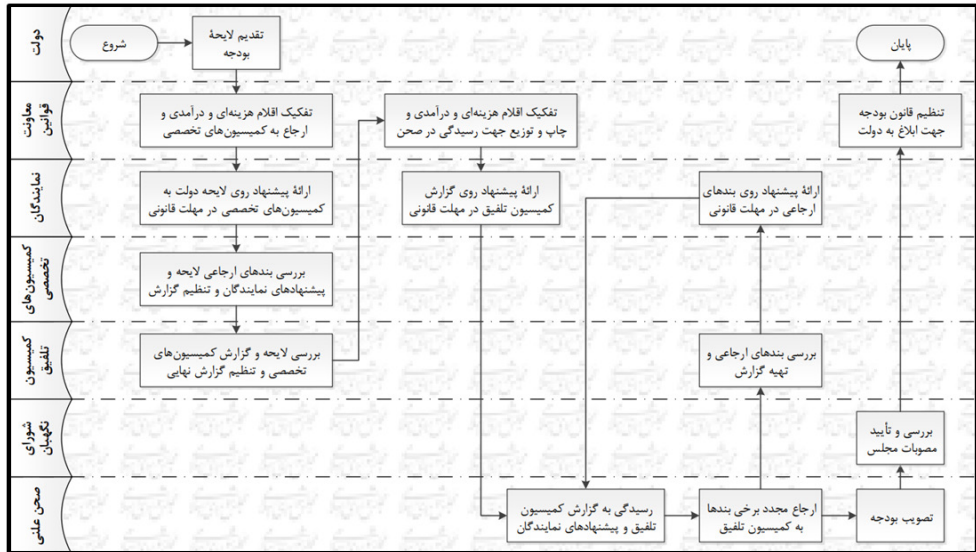 دولت
شروع
تقدیم لایحهٔ
بودجه
پایان
معاونت
قوانین
تفکیک اقلام هزینه‌ای و درآمدی و
ارجاع به کمیسیون‌های تخصصی
تفکیک اقلام هزینه‌ای و درآمدی و
چاپ و توزیع جهت رسیدگی در صحن
تنظیم قانون بودجه
جهت ابلاغ به دولت
نمایندگان
ارائهٔ پیشنهاد روی لایحه دولت به
کمیسیون‌های تخصصی در مهلت قانونی
ارائهٔ پیشنهاد روی گزارش
کمیسیون تلفیق در مهلت قانونی
ارائهٔ پیشنهاد روی بندهای
ارجاعی در مهلت قانونی
کمیسیون‌های
تخصصی
بررسی بندهای ارجاعی لایحه و
پیشنهادهای نمایندگان و تنظیم گزارش
کمیسیون
تلفیق
بررسی لایحه و گزارش کمیسیون‌های
تخصصی و تنظیم گزارش نهایی
بررسی بندهای ارجاعی و
تهیه گزارش
شورای
نگهبان
بررسی و تأیید
مصوبات مجلس
صحن علنی
رسیدگی به گزارش کمیسیون
تلفیق و پیشنهادهای نمایندگان
ارجاع مجدد برخی بندها
به کمیسیون تلفیق
تصویب بودجه